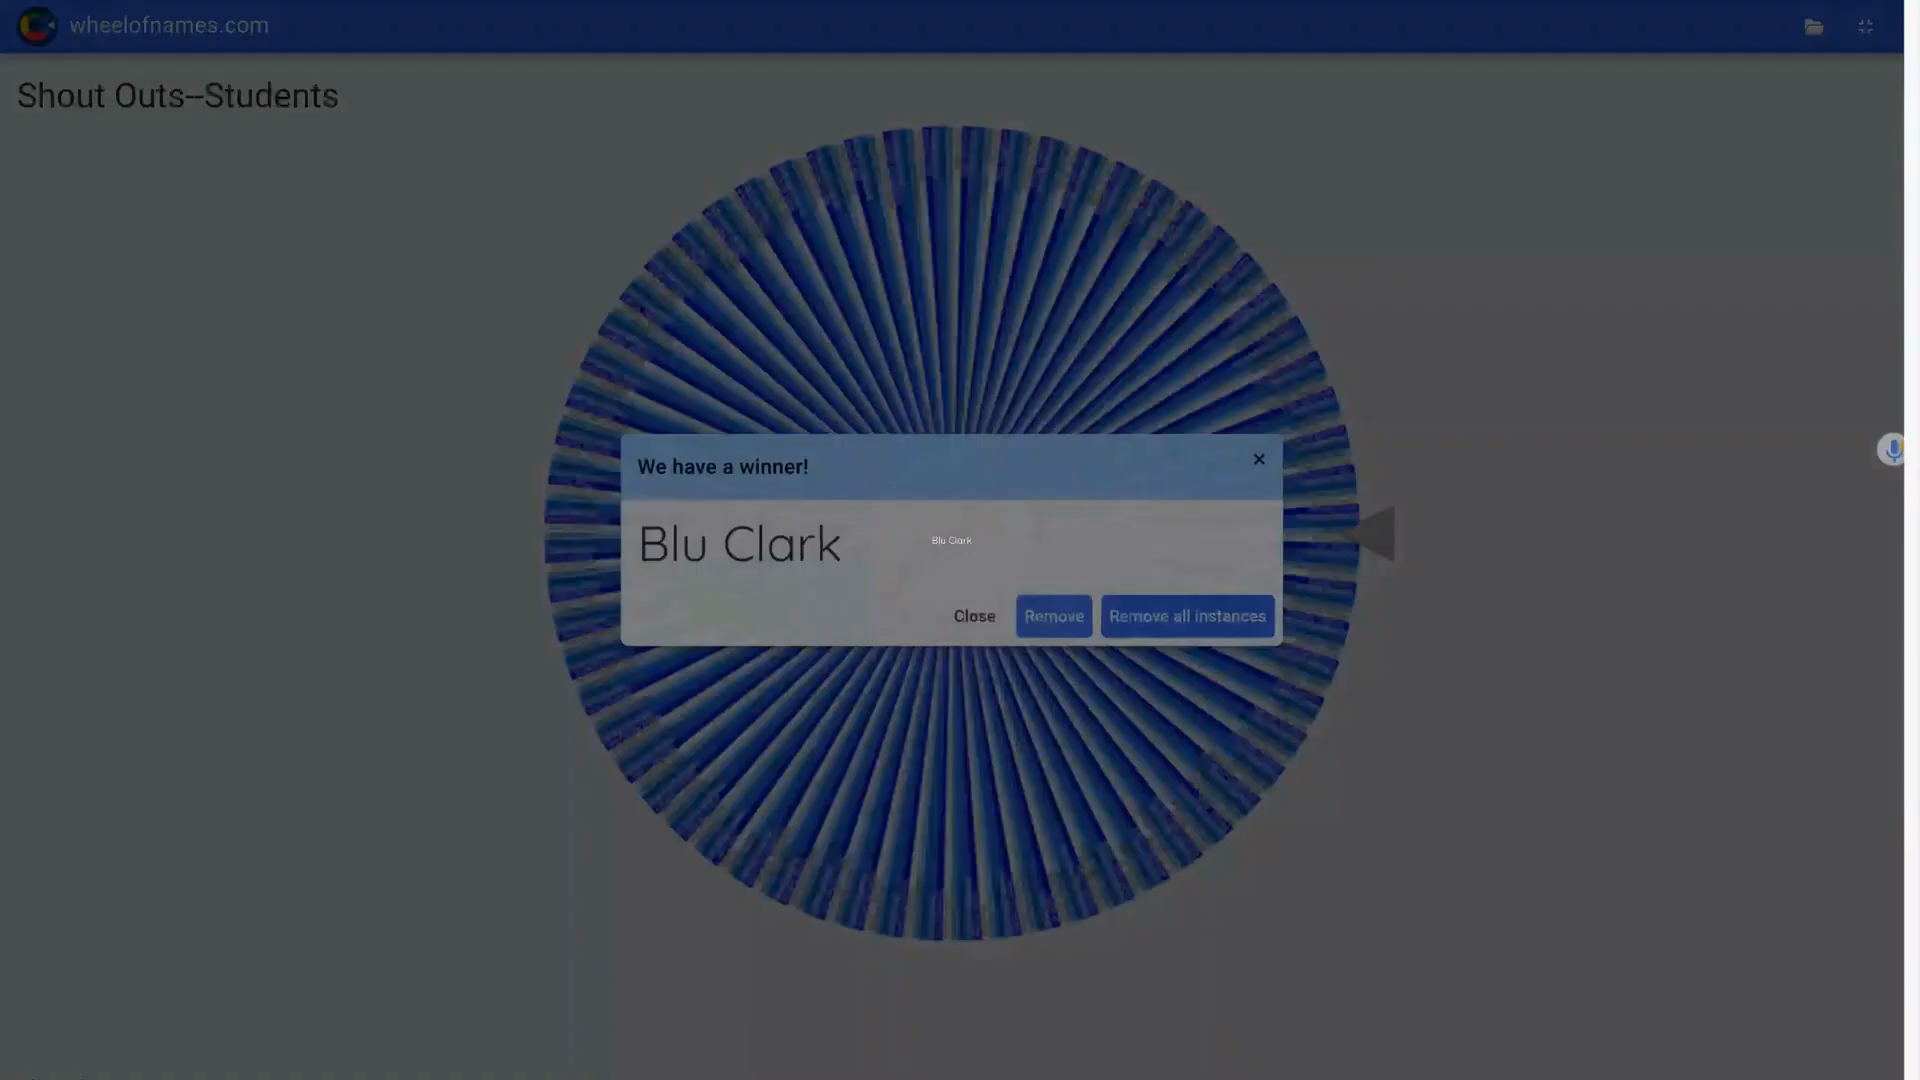 wheelofnames.com
Shout Outs--Students
We have a winner!
×
Blu Clark
Blu Clark
Close Remove Remove all instances